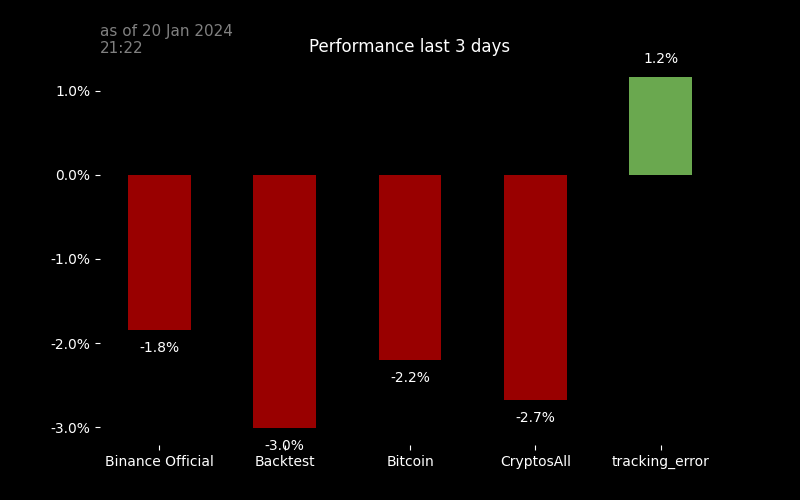 as of 20 Jan 2024
21:22
Performance last 3 days
1.2%
1.0%
0.0%
-1.0%
-2.0%
-3.0%
-1.8%
-3.0%
-2.2%
-2.7%
Binance Official
Backtest
Bitcoin
CryptosAll
tracking_error